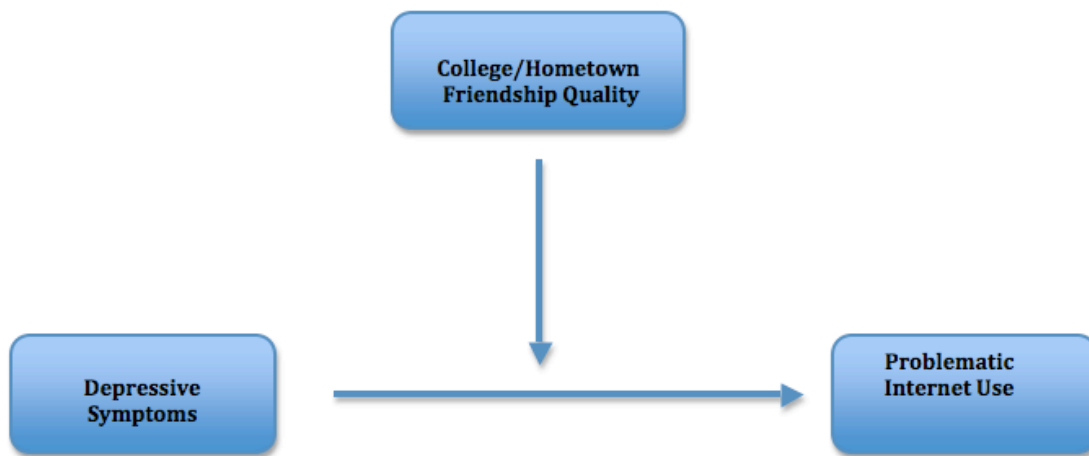 College/Hometown
Friendship Quality
Depressive
Symptoms
Problematic
Internet Use